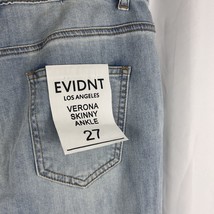 EVIDNT
LOS ANGELES
VERONA
SKINNY
ANKLE
27